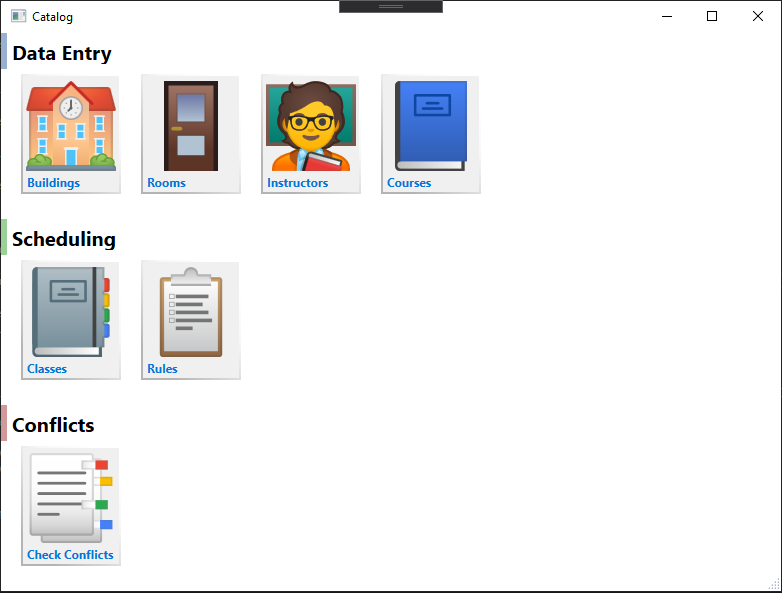 Catalog
Data Entry
Buildings
Rooms
Instructors
Courses
Scheduling
Classes
Rules
Conflicts
Check Conflicts